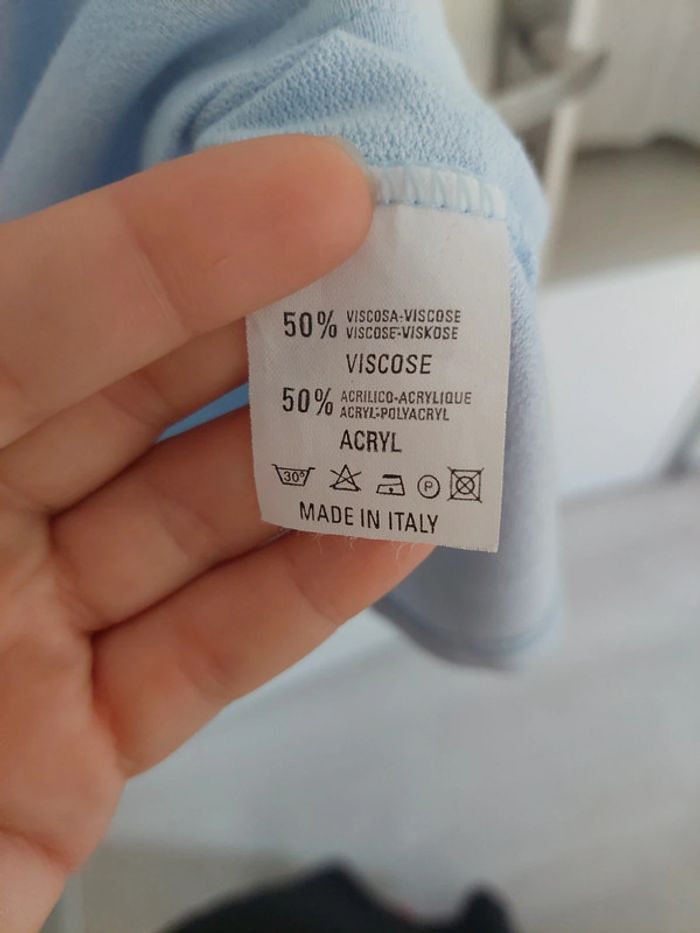 50% VISCOSA-VISCOSE
VISCOSE-VISKOSE
VISCOSE
50% ACRILICO-ACRYLIQUE
ACRYL-POLYACRYL
ACRYL
30° P
MADE IN ITALY